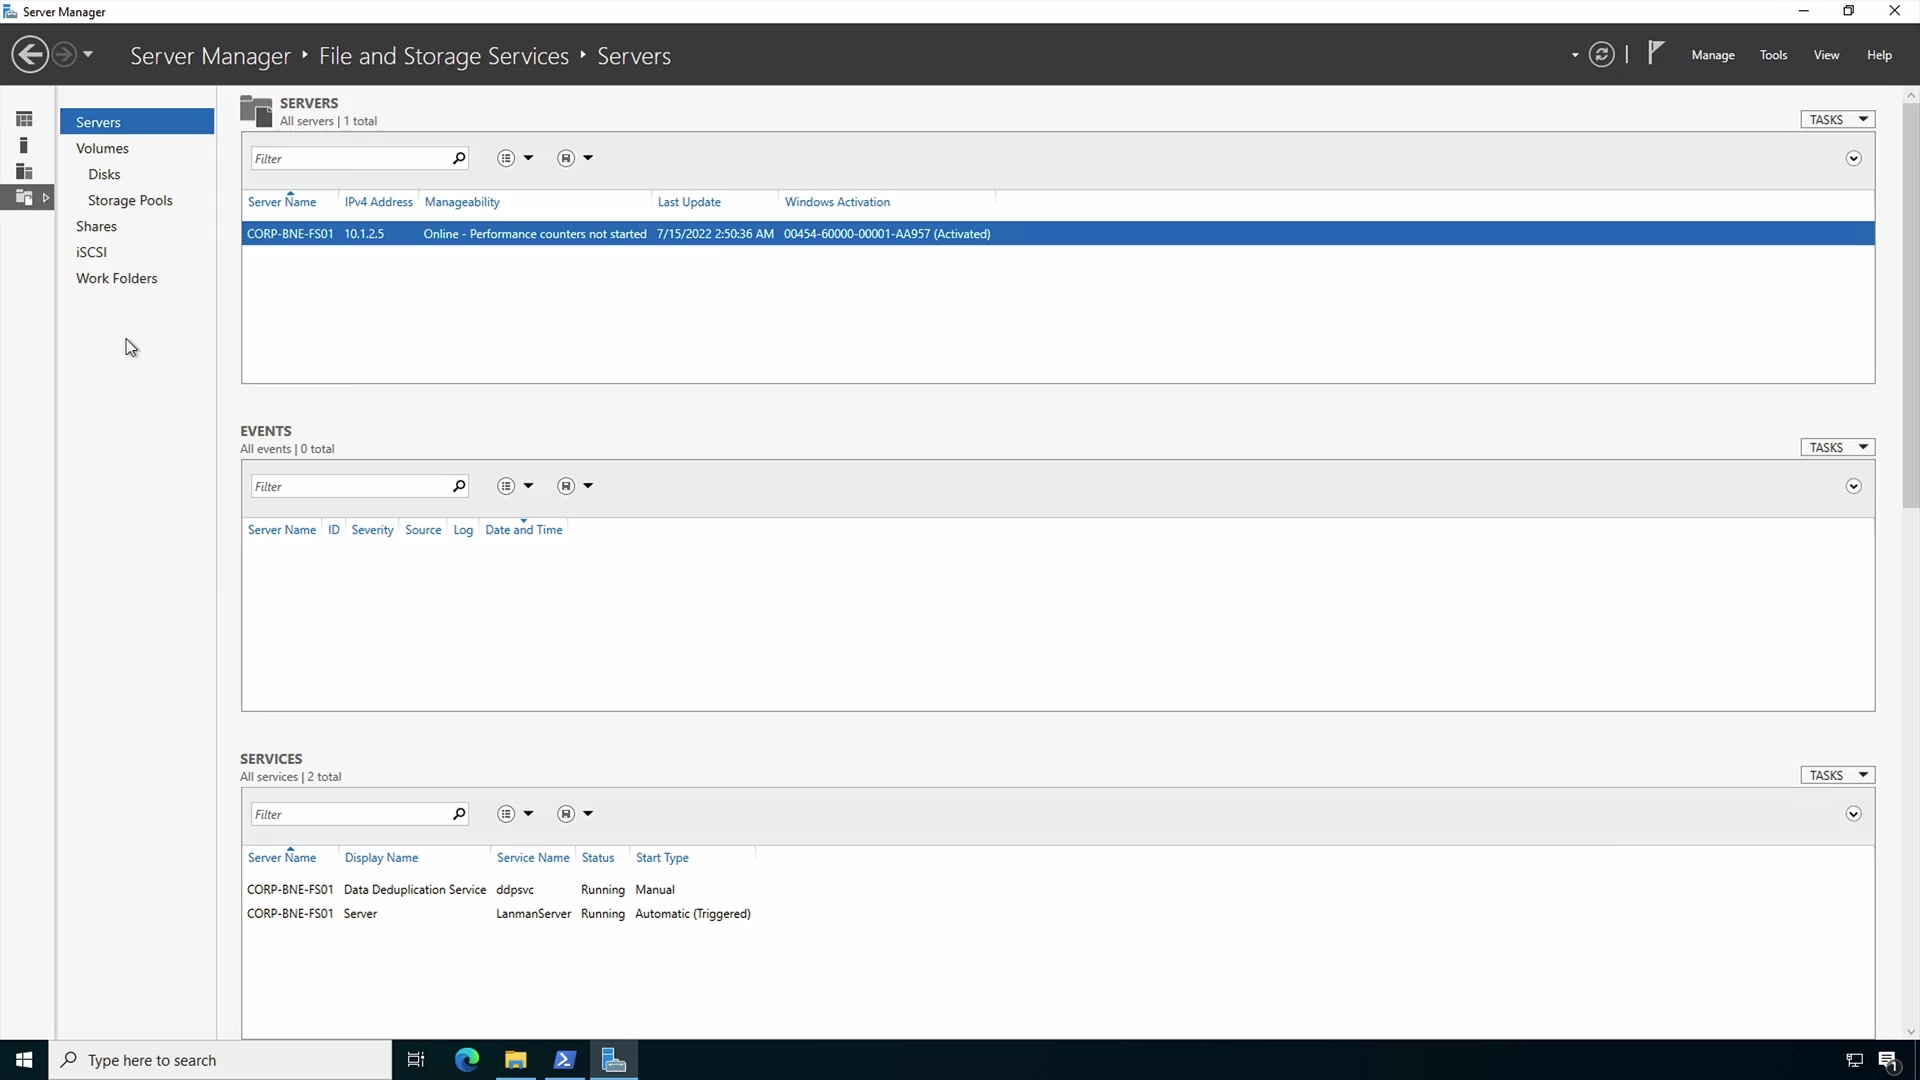 Server Manager
Server Manager ‣ File and Storage Services ‣ Servers
Manage Tools View Help
Servers
Volumes
Disks
Storage Pools
Shares
iSCSI
Work Folders
SERVERS
All servers | 1 total
TASKS
Filter
Server Name IPv4 Address Manageability Last Update Windows Activation
CORP-BNE-FS01 10.1.2.5 Online - Performance counters not started 7/15/2022 2:50:36 AM 00454-60000-00001-AA957 (Activated)
EVENTS
All events | 0 total
TASKS
Filter
Server Name ID Severity Source Log Date and Time
SERVICES
All services | 2 total
TASKS
Filter
Server Name Display Name Service Name Status Start Type
CORP-BNE-FS01 Data Deduplication Service ddpsvc Running Manual
CORP-BNE-FS01 Server LanmanServer Running Automatic (Triggered)
Type here to search
1